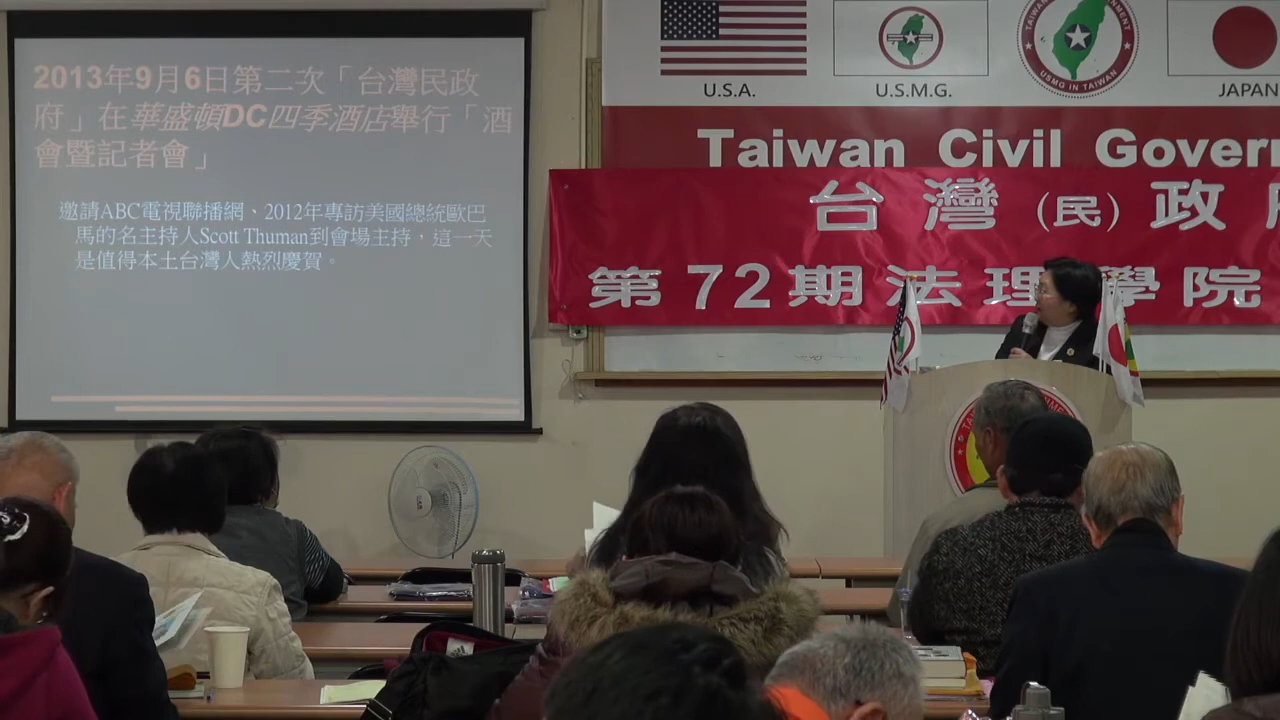 2013年9月6日第二次「台灣民政
府」在華盛頓DC四季酒店舉行「酒
會暨記者會」
邀請ABC電視聯播網、2012年專訪美國總統歐巴
馬的名主持人Scott Thuman到會場主持，這一天
是值得本土台灣人熱烈慶賀。
U.S.A.
U.S.M.G.
USMG IN TAIWAN
JAPAN
Taiwan Civil Govern
台灣(民)政府
第72期法理學院